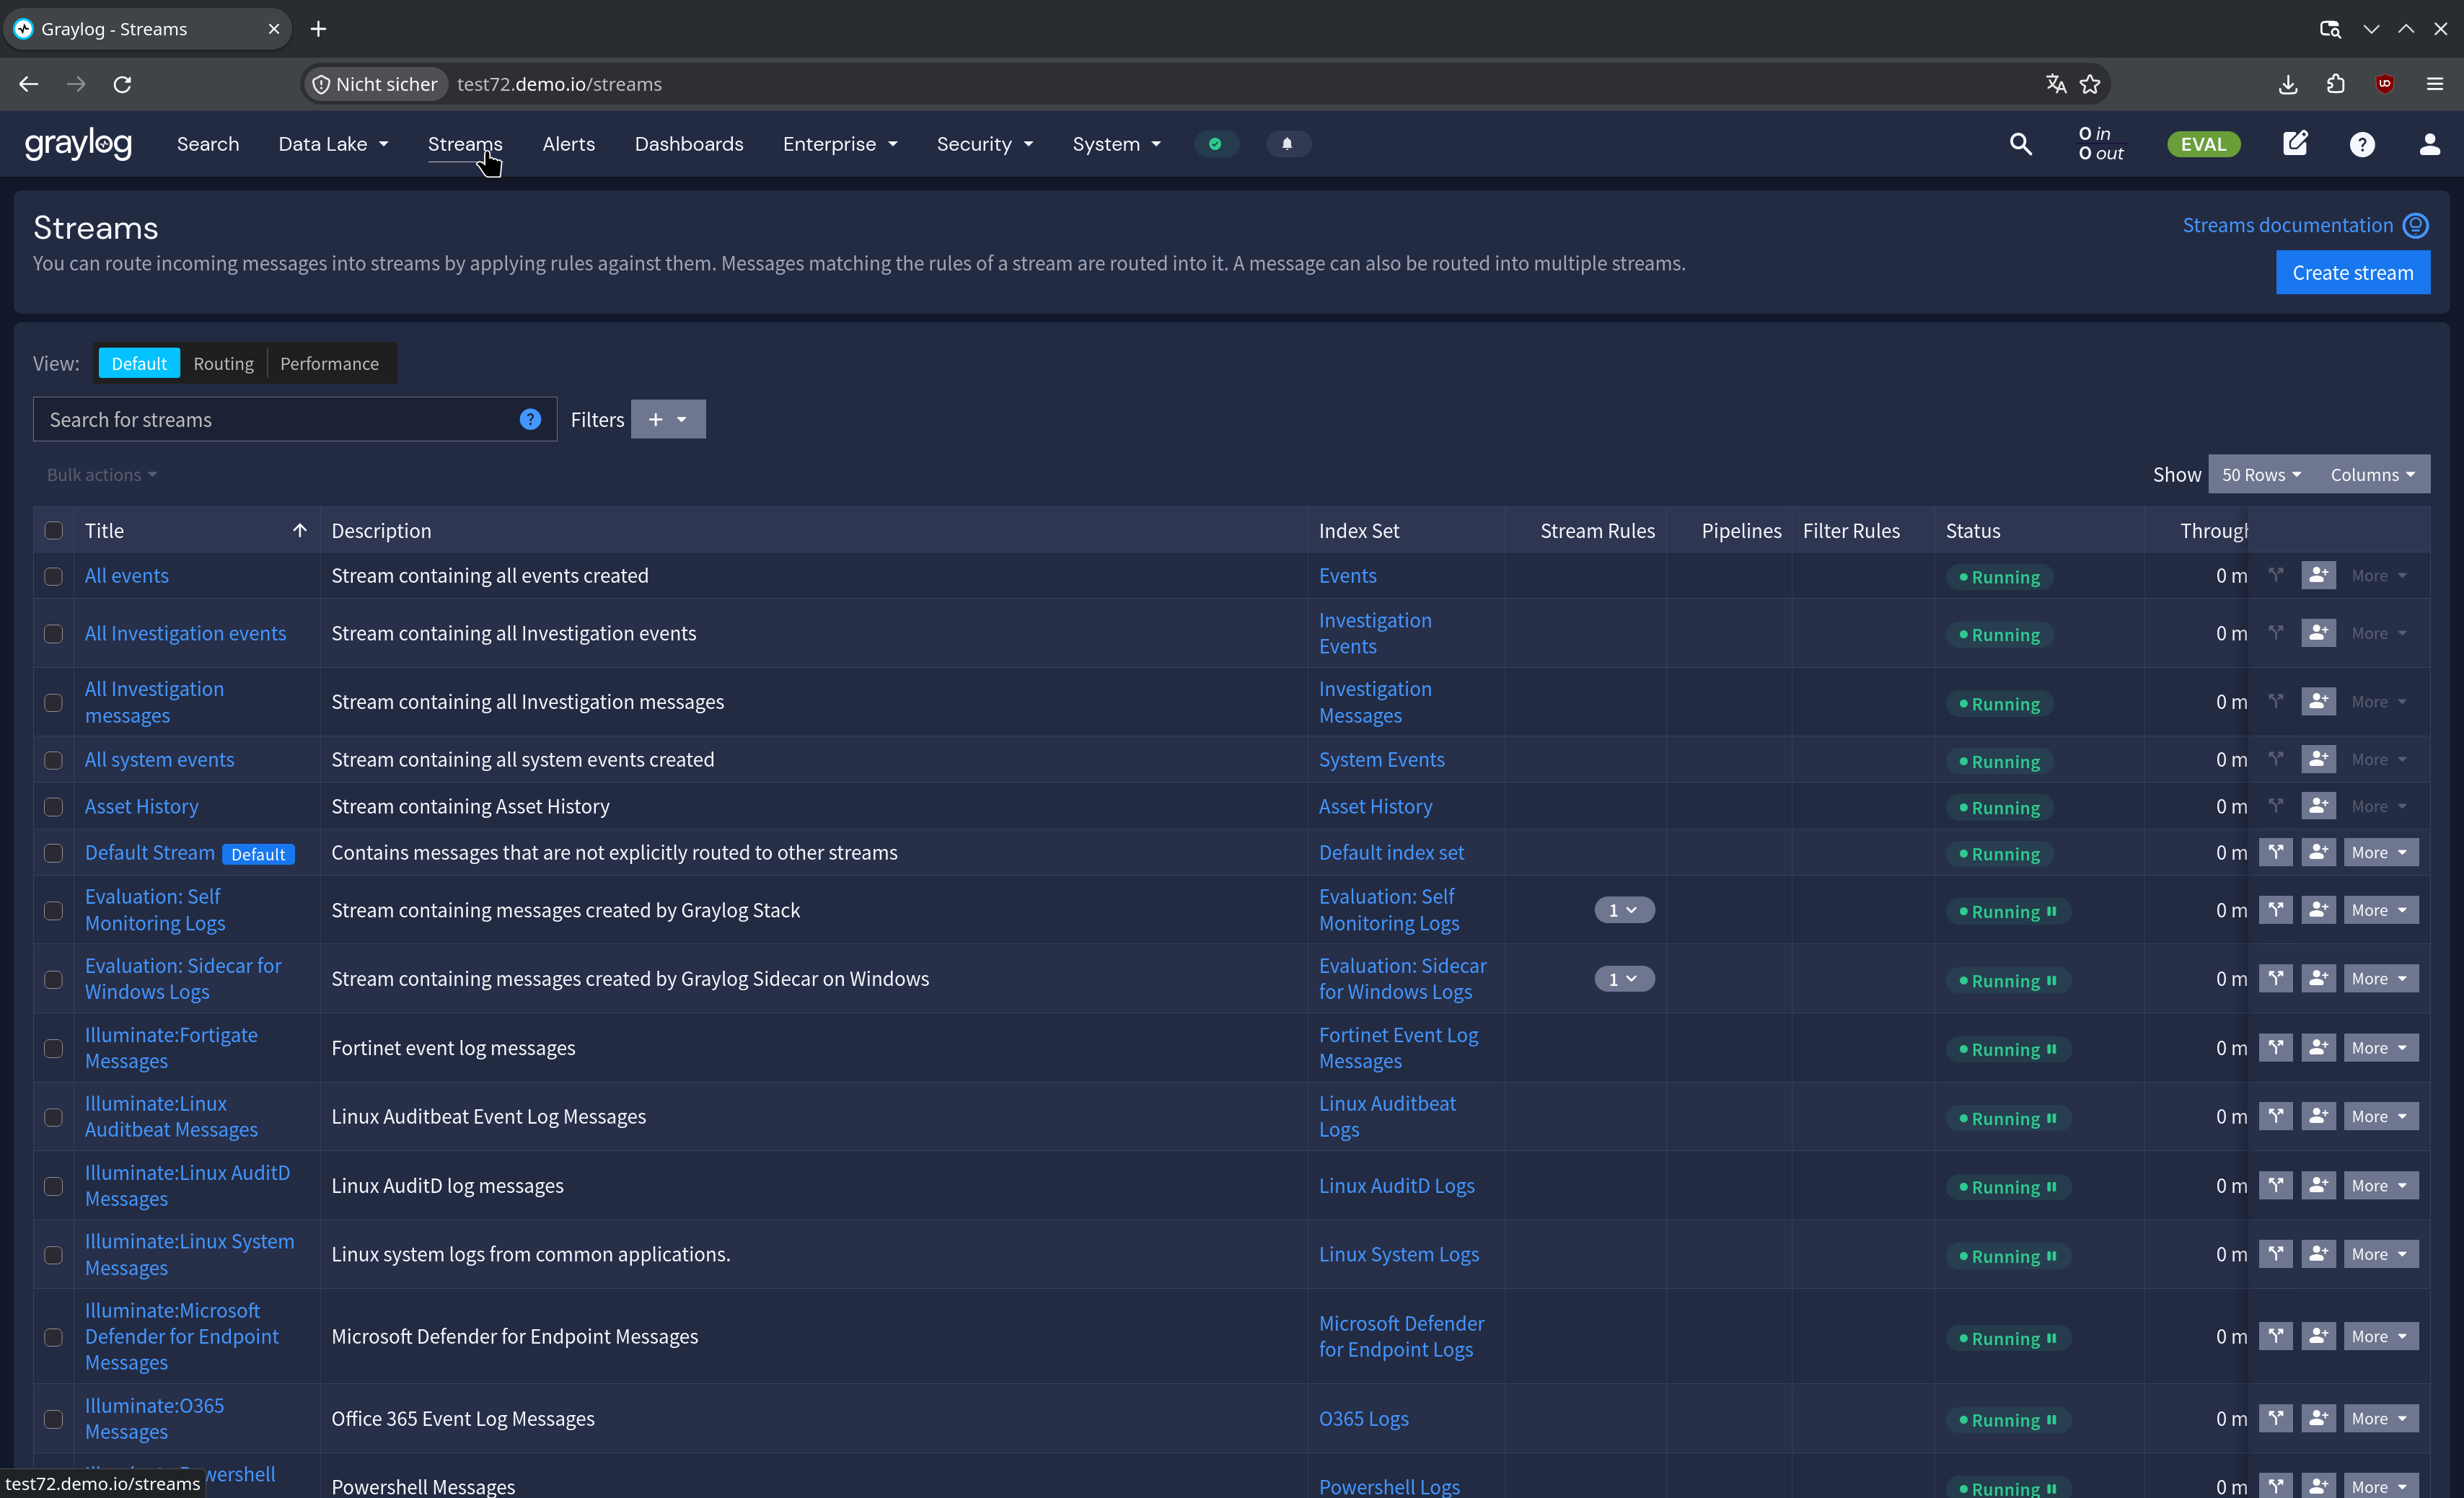 Graylog - Streams
Nicht sicher test72.demo.io/streams
graylog Search Data Lake Streams Alerts Dashboards Enterprise Security System 0 in EVAL
0 out
Streams
Streams documentation
You can route incoming messages into streams by applying rules against them. Messages matching the rules of a stream are routed into it. A message can also be routed into multiple streams.
Create stream
View: Default Routing Performance
Search for streams ? Filters +
Bulk actions Show 50 Rows Columns
Title Description Index Set Stream Rules Pipelines Filter Rules Status Through
All events Stream containing all events created Events Running 0 m More
All Investigation events Stream containing all Investigation events Investigation Events Running 0 m More
All Investigation messages Stream containing all Investigation messages Investigation Messages Running 0 m More
All system events Stream containing all system events created System Events Running 0 m More
Asset History Stream containing Asset History Asset History Running 0 m More
Default Stream Default Contains messages that are not explicitly routed to other streams Default index set Running 0 m More
Evaluation: Self Monitoring Logs Stream containing messages created by Graylog Stack Evaluation: Self Monitoring Logs 1 Running 0 m More
Evaluation: Sidecar for Windows Logs Stream containing messages created by Graylog Sidecar on Windows Evaluation: Sidecar for Windows Logs 1 Running 0 m More
Illuminate:Fortigate Messages Fortinet event log messages Fortinet Event Log Messages Running 0 m More
Illuminate:Linux Auditbeat Messages Linux Auditbeat Event Log Messages Linux Auditbeat Logs Running 0 m More
Illuminate:Linux AuditD Messages Linux AuditD log messages Linux AuditD Logs Running 0 m More
Illuminate:Linux System Messages Linux system logs from common applications. Linux System Logs Running 0 m More
Illuminate:Microsoft Defender for Endpoint Messages Microsoft Defender for Endpoint Messages Microsoft Defender for Endpoint Logs Running 0 m More
Illuminate:O365 Messages Office 365 Event Log Messages O365 Logs Running 0 m More
wershell Powershell Messages Powershell Logs Running 0 m More
test72.demo.io/streams